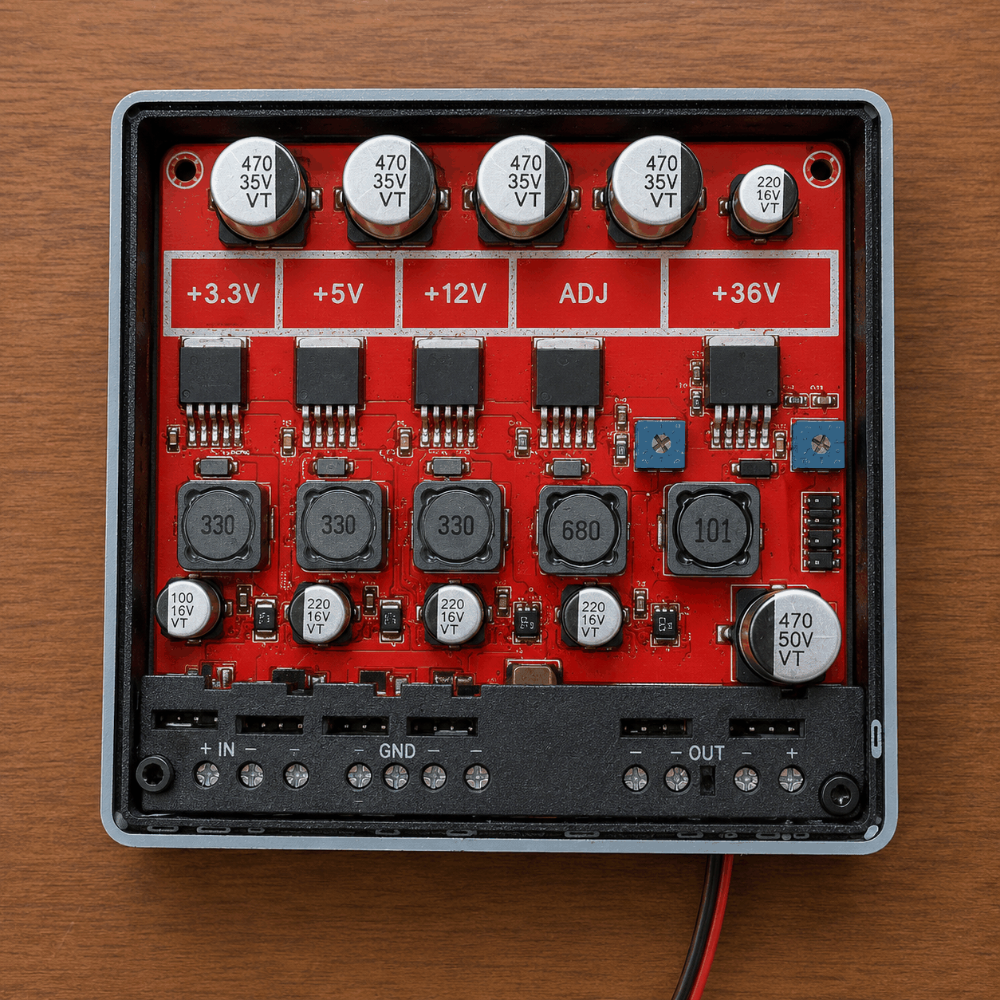 470
35V
VT
470
35V
VT
470
35V
VT
470
35V
VT
220
16V
VT
+3.3V
+5V
+12V
ADJ
+36V
330
330
330
680
101
100
16V
VT
220
16V
VT
220
16V
VT
220
16V
VT
470
50V
VT
+ IN − − − GND − − − − OUT − +
−